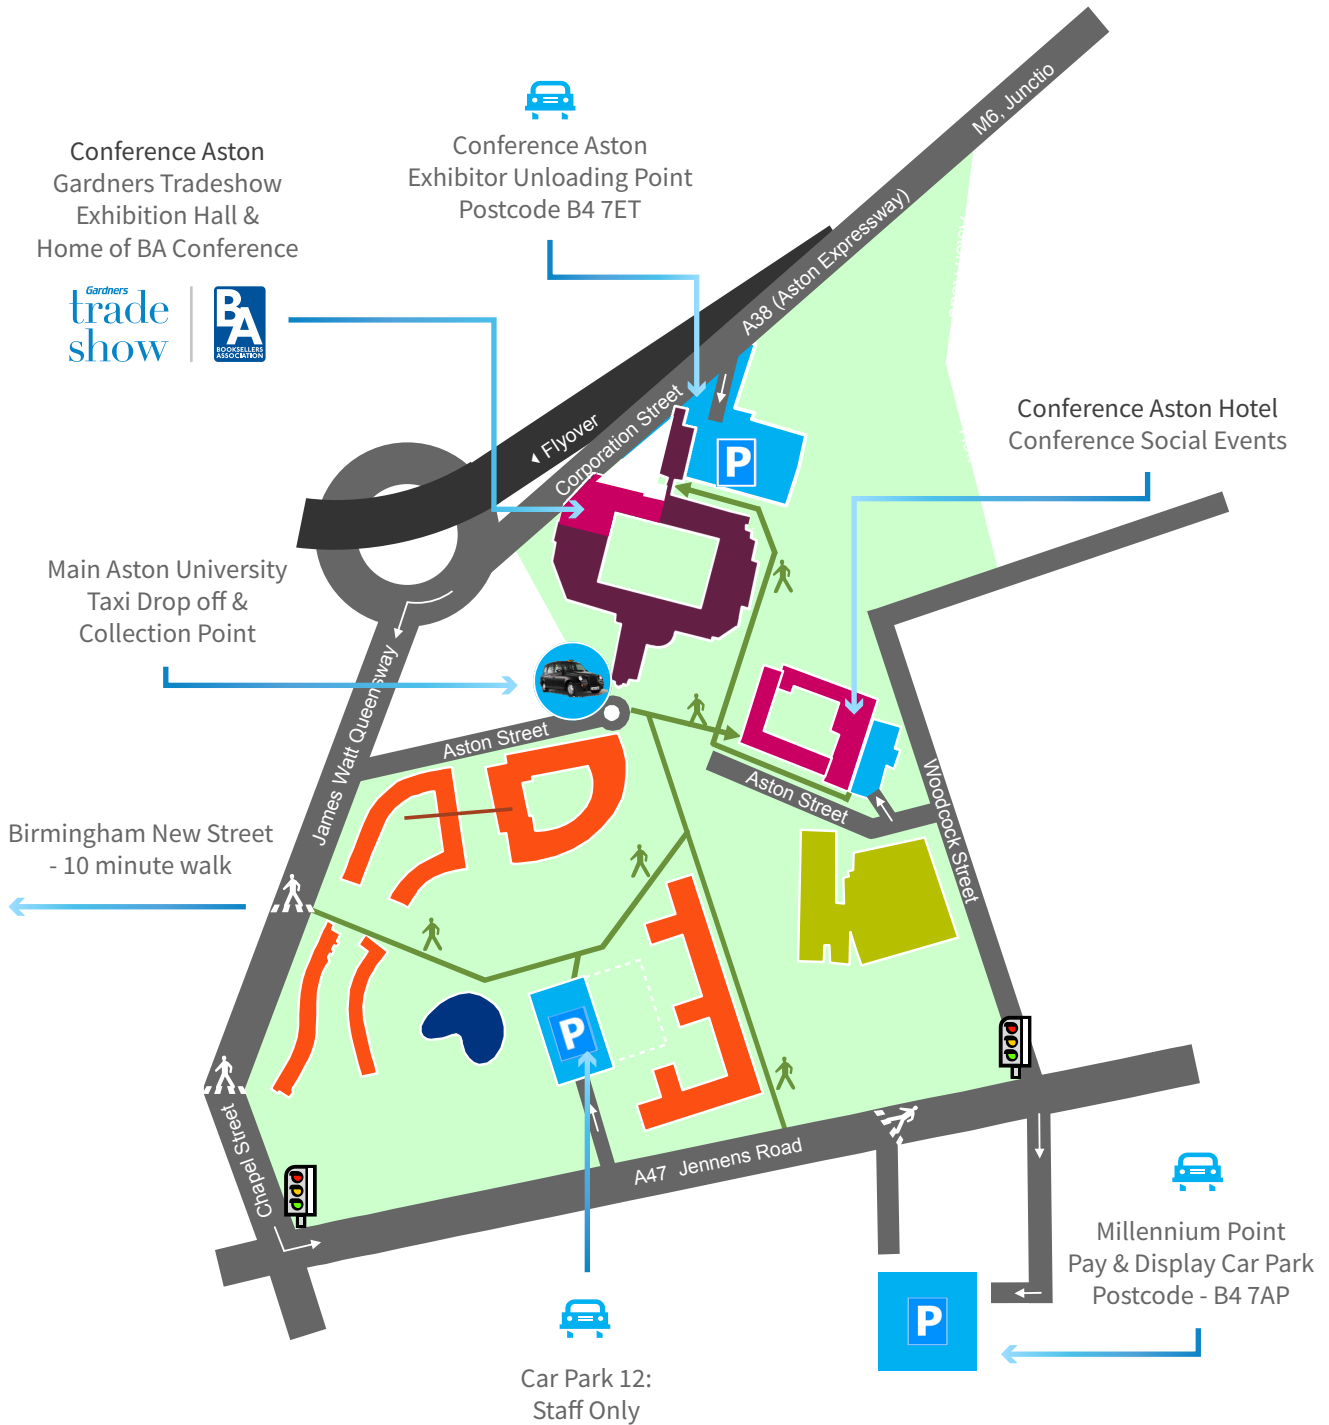 M6, Junctio
A38 (Aston Expressway)
Conference Aston
Exhibitor Unloading Point
Postcode B4 7ET
Conference Aston
Gardners Tradeshow
Exhibition Hall &
Home of BA Conference
Gardners
trade
show
BA
BOOKSELLERS
ASSOCIATION
Flyover
Corporation Street
P
Conference Aston Hotel
Conference Social Events
Main Aston University
Taxi Drop off &
Collection Point
James Watt Queensway
Aston Street
Aston Street
Woodcock Street
Birmingham New Street
- 10 minute walk
P
Chapel Street
A47 Jennens Road
Millennium Point
Pay & Display Car Park
Postcode - B4 7AP
P
Car Park 12:
Staff Only